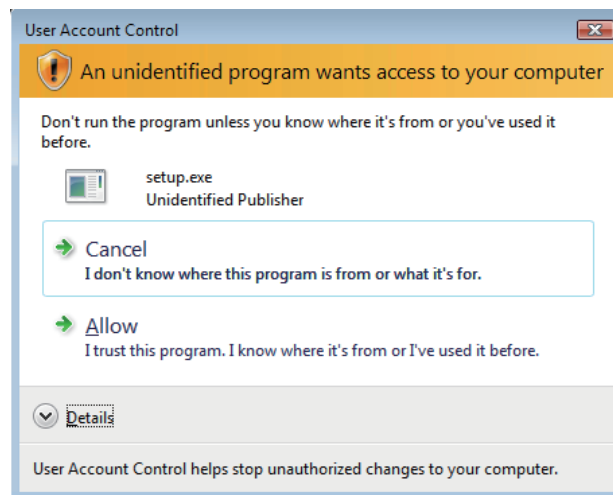 User Account Control
An unidentified program wants access to your computer
Don't run the program unless you know where it's from or you've used it
before.
setup.exe
Unidentified Publisher
Cancel
I don't know where this program is from or what it's for.
Allow
I trust this program. I know where it's from or I've used it before.
Details
User Account Control helps stop unauthorized changes to your computer.